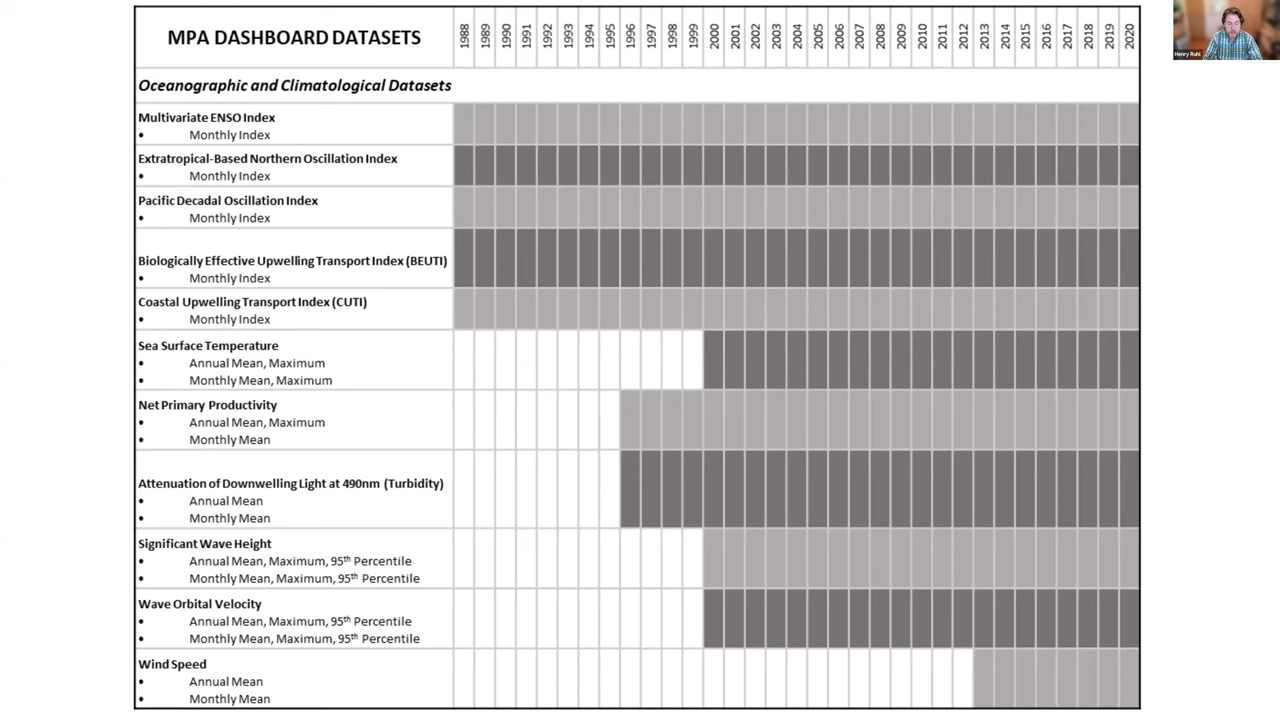 MPA DASHBOARD DATASETS 1988 1989 1990 1991 1992 1993 1994 1995 1996 1997 1998 1999 2000 2001 2002 2003 2004 2005 2006 2007 2008 2009 2010 2011 2012 2013 2014 2015 2016 2017 2018 2019 2020
Henry Ruhl
Oceanographic and Climatological Datasets
Multivariate ENSO Index
• Monthly Index
Extratropical-Based Northern Oscillation Index
• Monthly Index
Pacific Decadal Oscillation Index
• Monthly Index
Biologically Effective Upwelling Transport Index (BEUTI)
• Monthly Index
Coastal Upwelling Transport Index (CUTI)
• Monthly Index
Sea Surface Temperature
• Annual Mean, Maximum
• Monthly Mean, Maximum
Net Primary Productivity
• Annual Mean, Maximum
• Monthly Mean
Attenuation of Downwelling Light at 490nm (Turbidity)
• Annual Mean
• Monthly Mean
Significant Wave Height
• Annual Mean, Maximum, 95th Percentile
• Monthly Mean, Maximum, 95th Percentile
Wave Orbital Velocity
• Annual Mean, Maximum, 95th Percentile
• Monthly Mean, Maximum, 95th Percentile
Wind Speed
• Annual Mean
• Monthly Mean